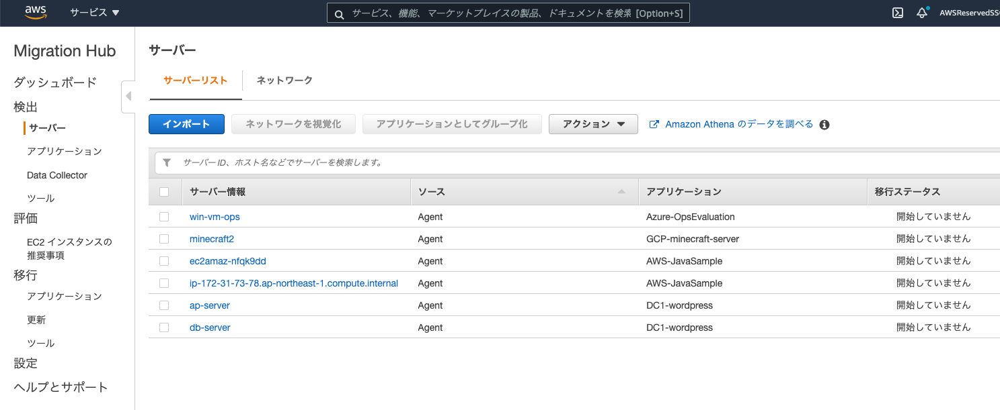 aws
サービス ▼
サービス、機能、マーケットプレイスの製品、ドキュメントを検索 [Option+S]
AWSReservedSS
Migration Hub
ダッシュボード
検出
サーバー
アプリケーション
Data Collector
ツール
評価
EC2 インスタンスの
推奨事項
移行
アプリケーション
更新
ツール
設定
ヘルプとサポート
サーバー
サーバーリスト ネットワーク
インポート ネットワークを視覚化 アプリケーションとしてグループ化 アクション ▼ Amazon Athena のデータを調べる
サーバー ID、ホスト名などでサーバーを検索します。
サーバー情報 ソース アプリケーション 移行ステータス
win-vm-ops Agent Azure-OpsEvaluation 開始していません
minecraft2 Agent GCP-minecraft-server 開始していません
ec2amaz-nfqk9dd Agent AWS-JavaSample 開始していません
ip-172-31-73-78.ap-northeast-1.compute.internal Agent AWS-JavaSample 開始していません
ap-server Agent DC1-wordpress 開始していません
db-server Agent DC1-wordpress 開始していません